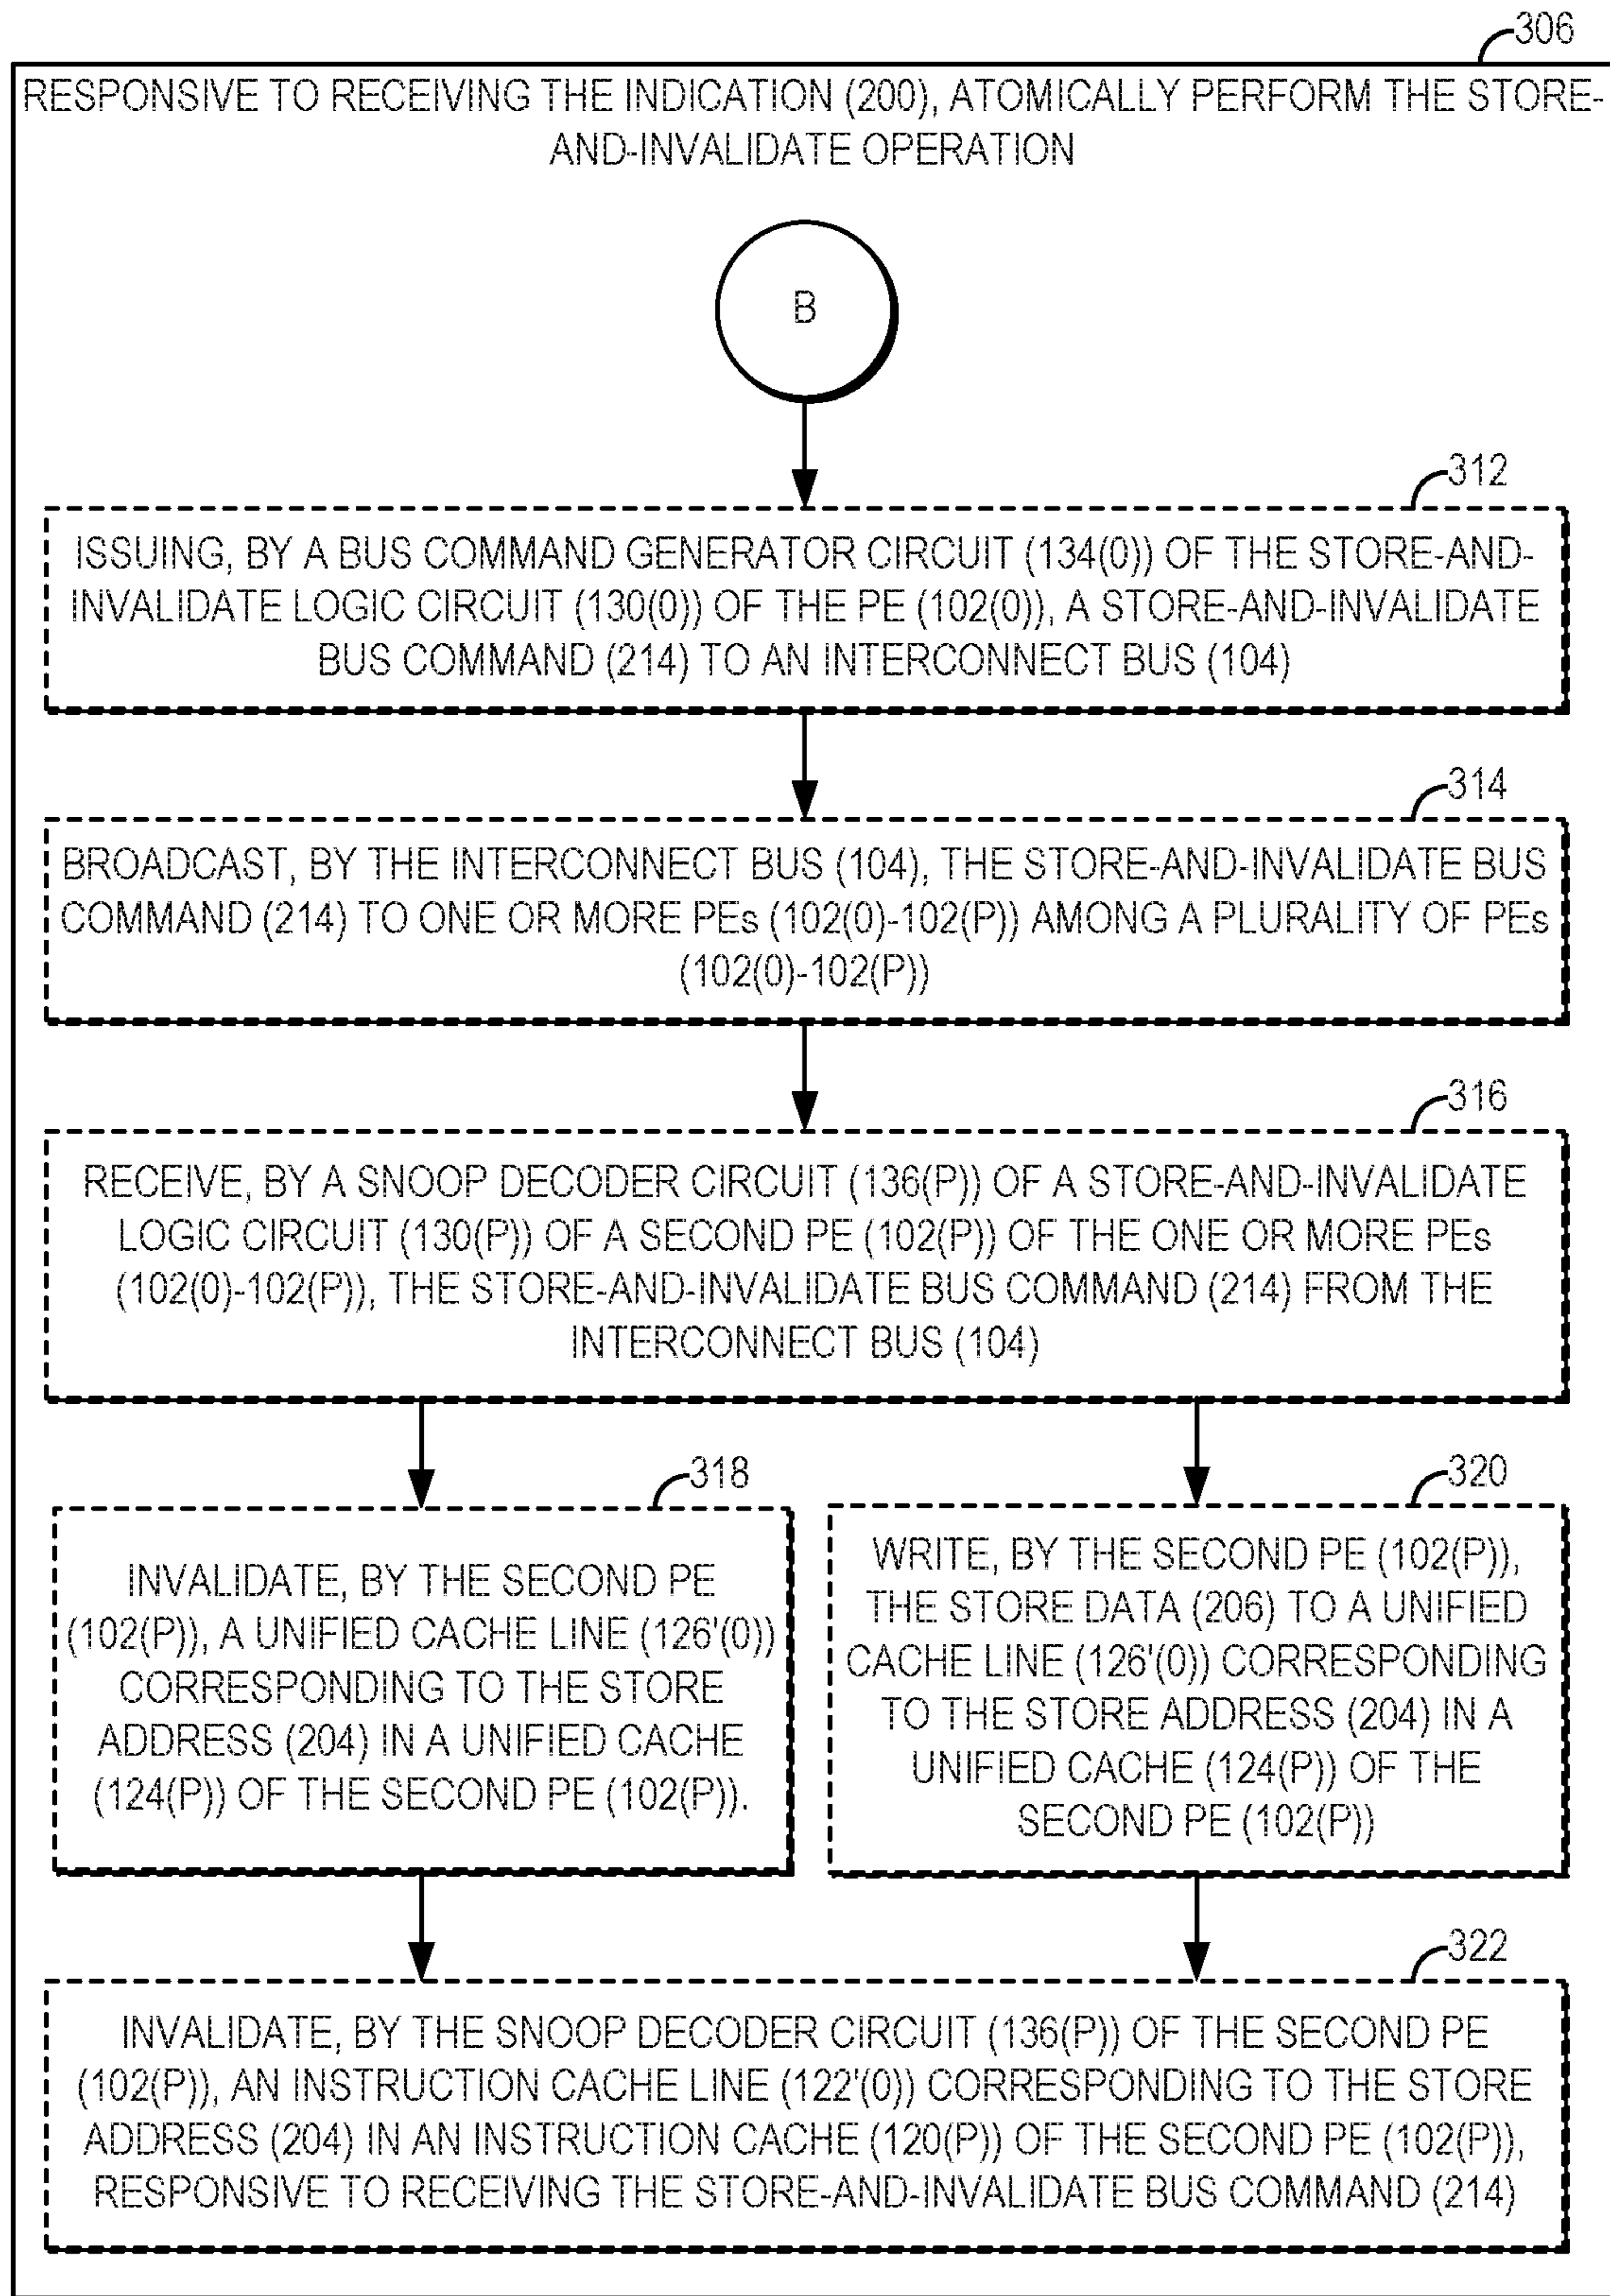 306
RESPONSIVE TO RECEIVING THE INDICATION (200), ATOMICALLY PERFORM THE STORE-
AND-INVALIDATE OPERATION
B
312
ISSUING, BY A BUS COMMAND GENERATOR CIRCUIT (134(0)) OF THE STORE-AND-
INVALIDATE LOGIC CIRCUIT (130(0)) OF THE PE (102(0)), A STORE-AND-INVALIDATE
BUS COMMAND (214) TO AN INTERCONNECT BUS (104)
314
BROADCAST, BY THE INTERCONNECT BUS (104), THE STORE-AND-INVALIDATE BUS
COMMAND (214) TO ONE OR MORE PEs (102(0)-102(P)) AMONG A PLURALITY OF PEs
(102(0)-102(P))
316
RECEIVE, BY A SNOOP DECODER CIRCUIT (136(P)) OF A STORE-AND-INVALIDATE
LOGIC CIRCUIT (130(P)) OF A SECOND PE (102(P)) OF THE ONE OR MORE PEs
(102(0)-102(P)), THE STORE-AND-INVALIDATE BUS COMMAND (214) FROM THE
INTERCONNECT BUS (104)
318
INVALIDATE, BY THE SECOND PE
(102(P)), A UNIFIED CACHE LINE (126'(0))
CORRESPONDING TO THE STORE
ADDRESS (204) IN A UNIFIED CACHE
(124(P)) OF THE SECOND PE (102(P)).
320
WRITE, BY THE SECOND PE (102(P)),
THE STORE DATA (206) TO A UNIFIED
CACHE LINE (126'(0)) CORRESPONDING
TO THE STORE ADDRESS (204) IN A
UNIFIED CACHE (124(P)) OF THE
SECOND PE (102(P))
322
INVALIDATE, BY THE SNOOP DECODER CIRCUIT (136(P)) OF THE SECOND PE
(102(P)), AN INSTRUCTION CACHE LINE (122'(0)) CORRESPONDING TO THE STORE
ADDRESS (204) IN AN INSTRUCTION CACHE (120(P)) OF THE SECOND PE (102(P)),
RESPONSIVE TO RECEIVING THE STORE-AND-INVALIDATE BUS COMMAND (214)